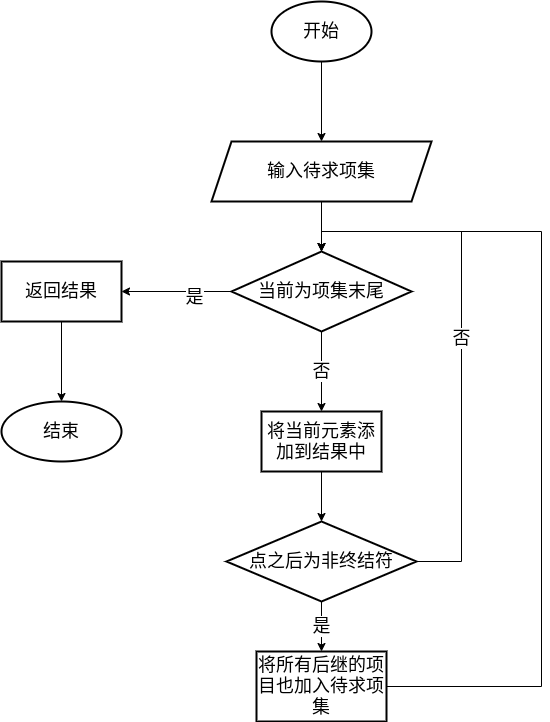 开始
输入待求项集
当前为项集末尾
是
返回结果
否
否
结束
将当前元素添
加到结果中
点之后为非终结符
是
将所有后继的项
目也加入待求项
集